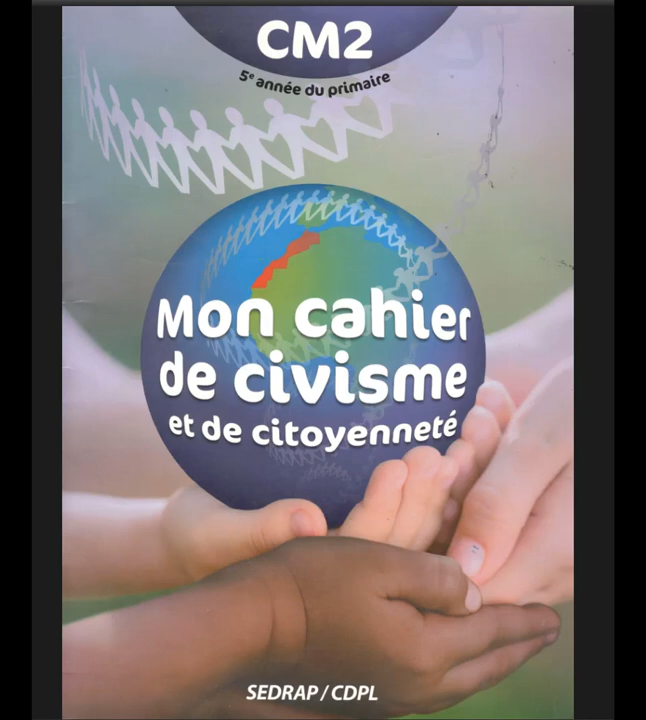 CM2
5e année du primaire
Mon cahier
de civisme
et de citoyenneté
SEDRAP / CDPL